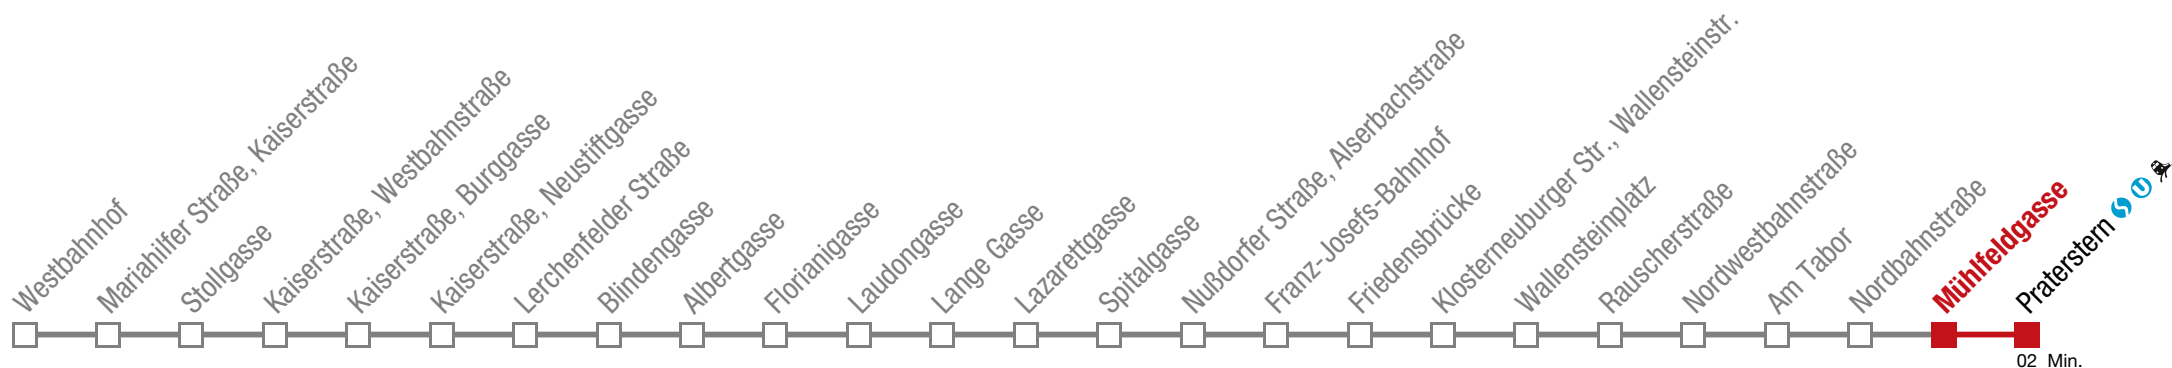 Westbahnhof
Mariahilfer Straße, Kaiserstraße
Stollgasse
Kaiserstraße, Westbahnstraße
Kaiserstraße, Burggasse
Kaiserstraße, Neustiftgasse
Lerchenfelder Straße
Blindengasse
Albertgasse
Florianigasse
Laudongasse
Lange Gasse
Lazarettgasse
Spitalgasse
Nußdorfer Straße, Alserbachstraße
Franz-Josefs-Bahnhof
Friedensbrücke
Klosterneuburger Str., Wallensteinstr.
Wallensteinplatz
Rauscherstraße
Nordwestbahnstraße
Am Tabor
Nordbahnstraße
Mühlfeldgasse
Praterstern S U
02 Min.